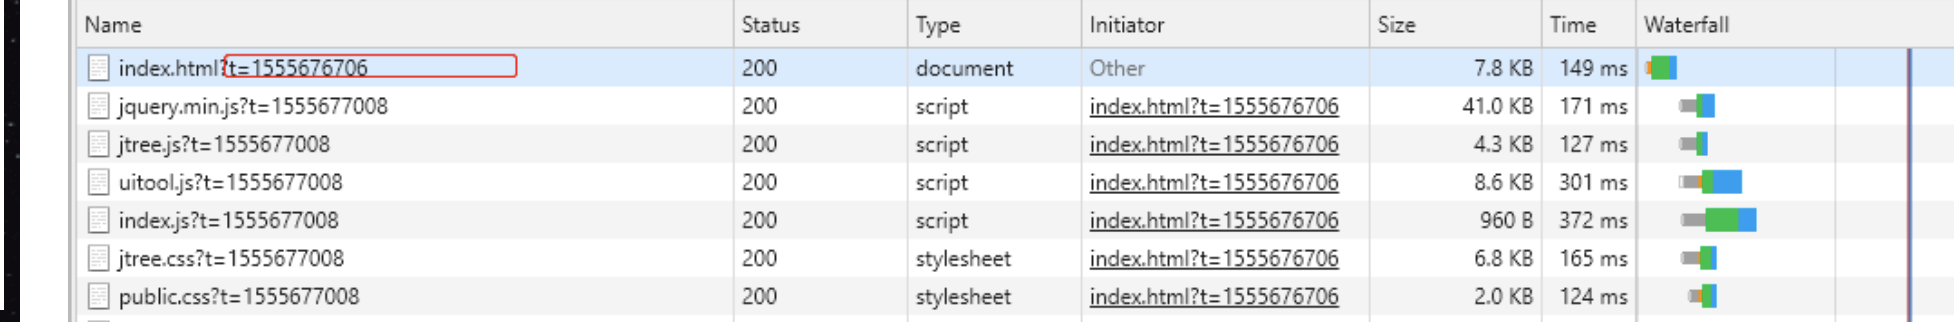 Name Status Type Initiator Size Time Waterfall
index.html?t=1555676706 200 document Other 7.8 KB 149 ms
jquery.min.js?t=1555677008 200 script index.html?t=1555676706 41.0 KB 171 ms
jtree.js?t=1555677008 200 script index.html?t=1555676706 4.3 KB 127 ms
uitool.js?t=1555677008 200 script index.html?t=1555676706 8.6 KB 301 ms
index.js?t=1555677008 200 script index.html?t=1555676706 960 B 372 ms
jtree.css?t=1555677008 200 stylesheet index.html?t=1555676706 6.8 KB 165 ms
public.css?t=1555677008 200 stylesheet index.html?t=1555676706 2.0 KB 124 ms